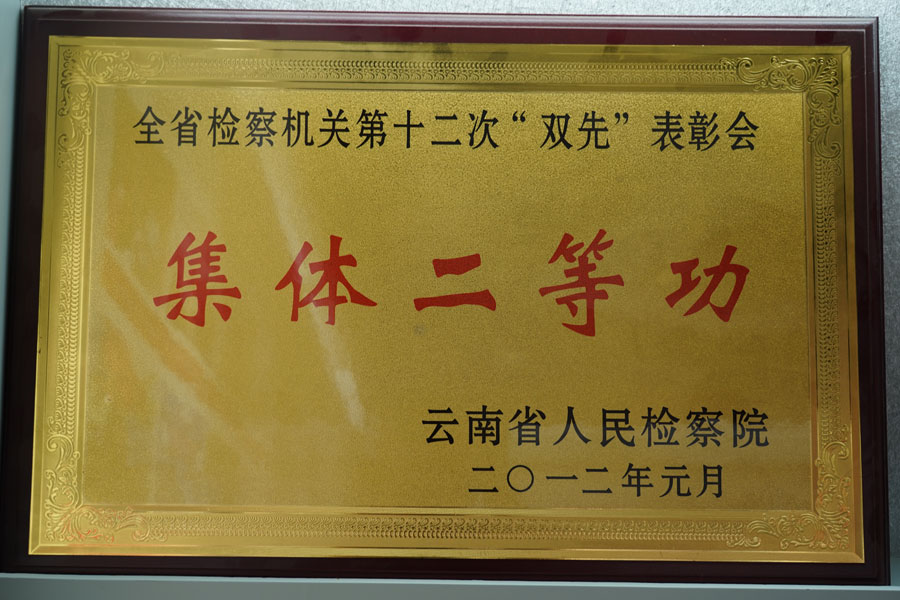 全省检察机关第十二次“双先”表彰会
集体二等功
云南省人民检察院
二〇一二年元月